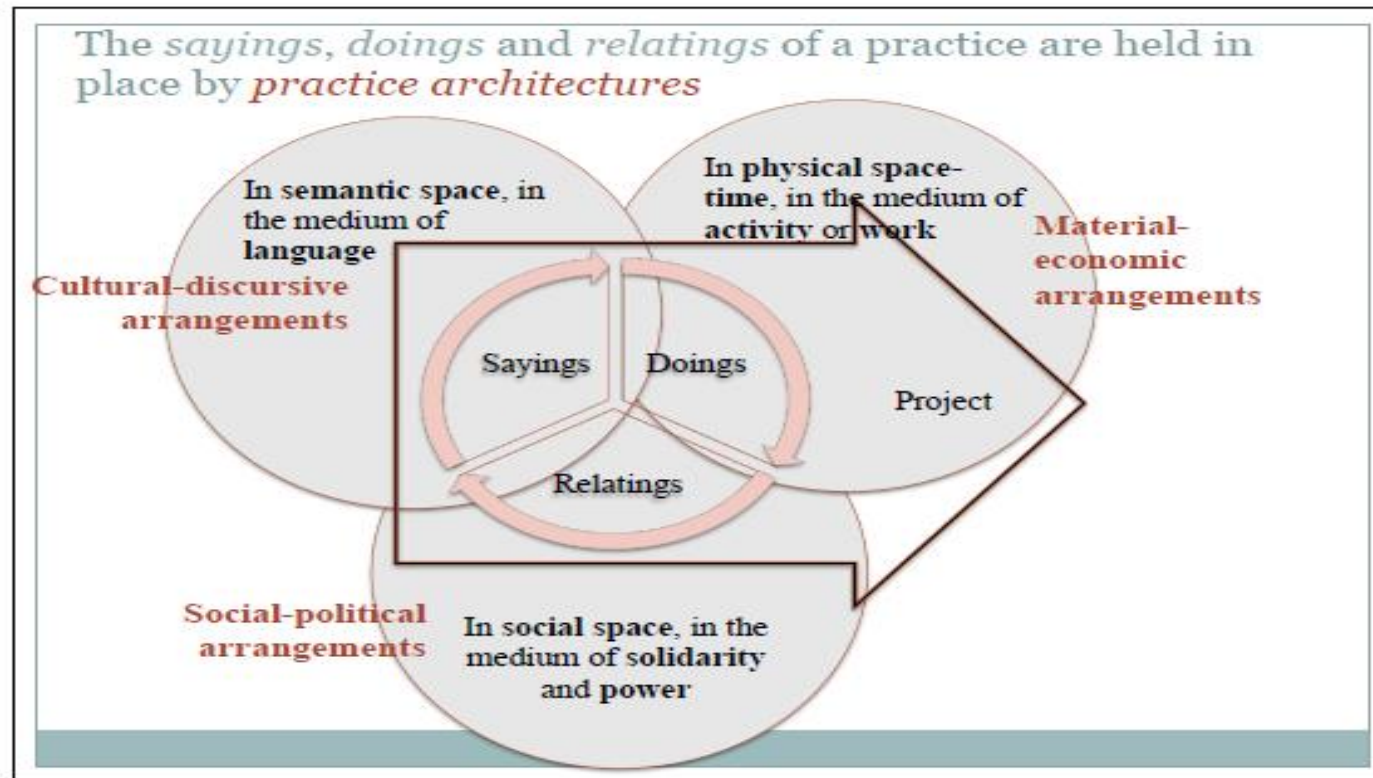 The sayings, doings and relatings of a practice are held in
place by practice architectures
In semantic space, in
the medium of
language
In physical space-
time, in the medium of
activity or work
Cultural-discursive
arrangements
Material-
economic
arrangements
Sayings
Doings
Project
Relatings
Social-political
arrangements
In social space, in the
medium of solidarity
and power